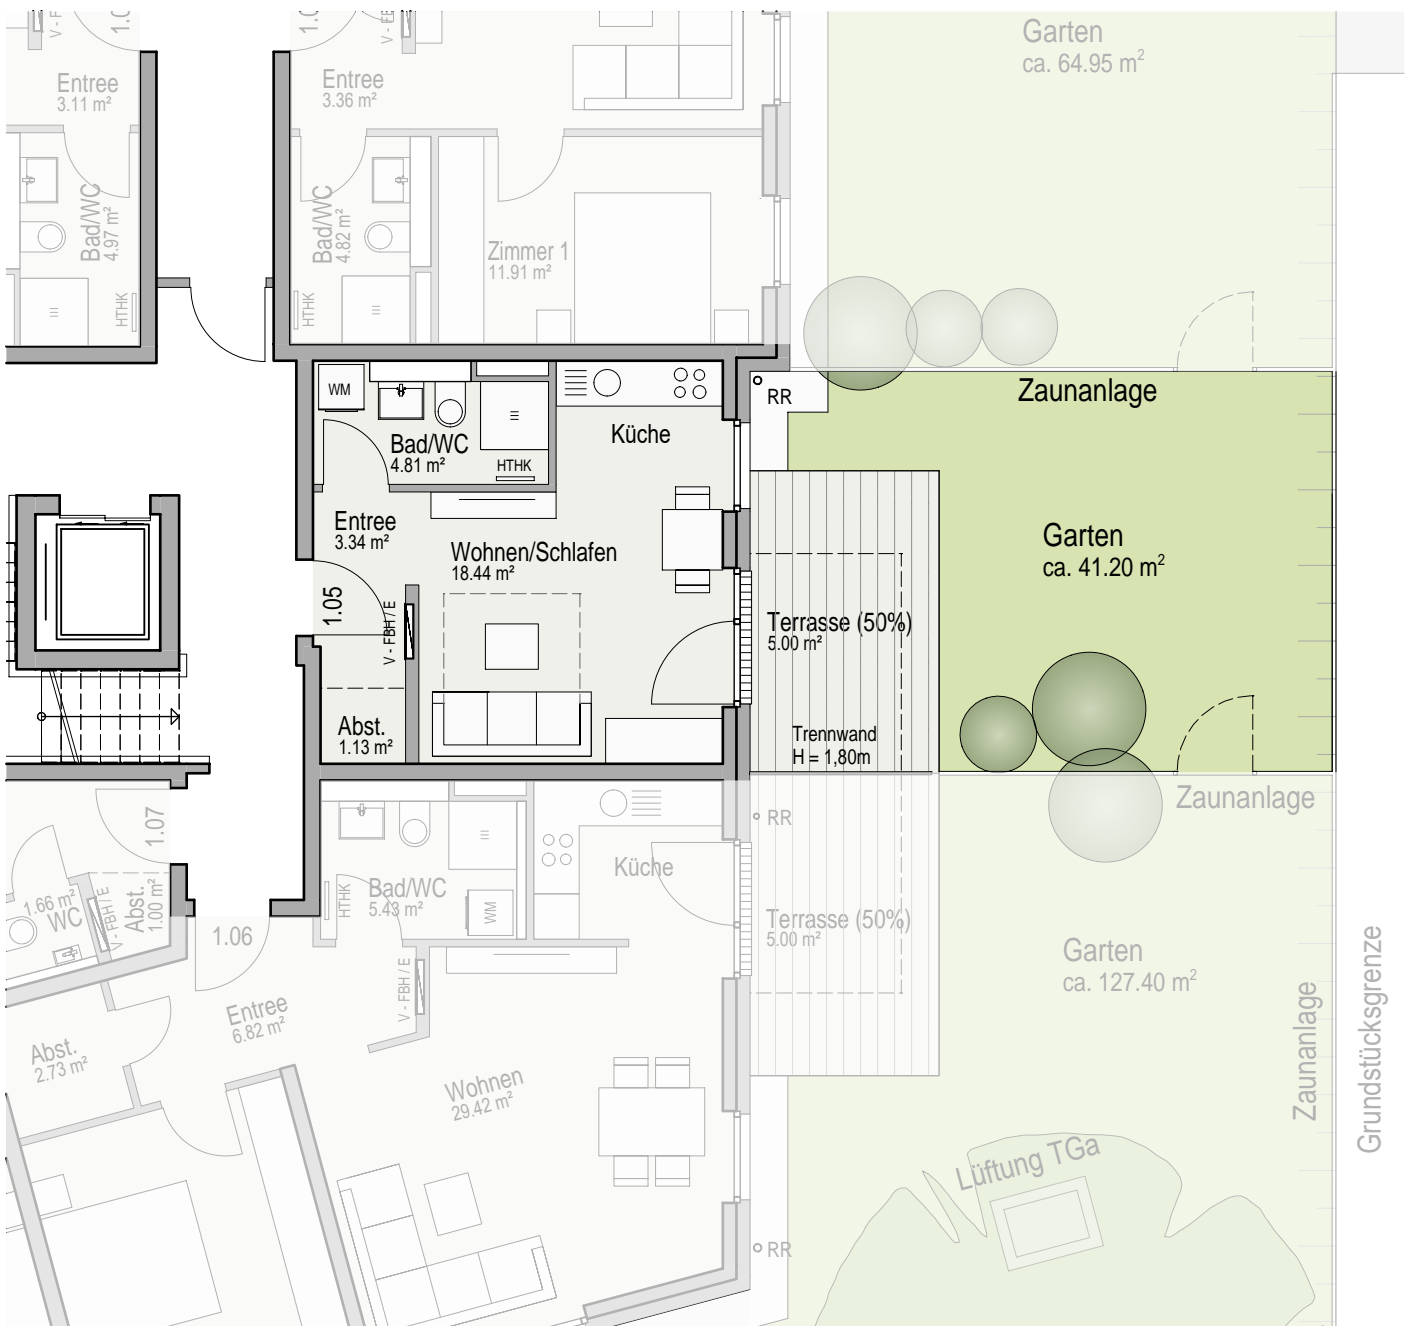 Entree
3.11 m²
Bad/WC
4.97 m²
HTHK
Entree
3.36 m²
Bad/WC
4.82 m²
HTHK
Zimmer 1
11.91 m²
Garten
ca. 64.95 m²
WM
Bad/WC
4.81 m²
HTHK
Küche
RR
Zaunanlage
Entree
3.34 m²
Wohnen/Schlafen
18.44 m²
1.05
V - FBH / E
Abst.
1.13 m²
Terrasse (50%)
5.00 m²
Trennwand
H = 1,80m
Garten
ca. 41.20 m²
Zaunanlage
1.07
1.66 m²
WC
V - FBH / E
Abst.
1.00 m²
1.06
HTHK
Bad/WC
5.43 m²
WM
Küche
RR
Terrasse (50%)
5.00 m²
Garten
ca. 127.40 m²
Entree
6.82 m²
V - FBH / E
Abst.
2.73 m²
Wohnen
29.42 m²
Zaunanlage
Grundstücksgrenze
Lüftung TGa
RR